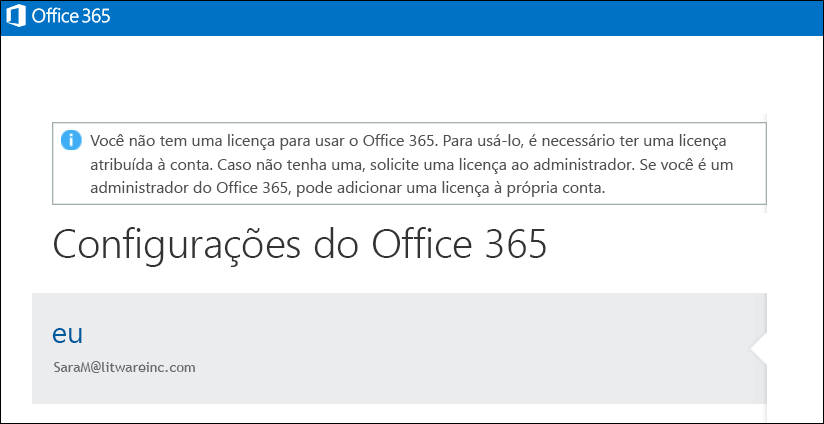 Office 365
Você não tem uma licença para usar o Office 365. Para usá-lo, é necessário ter uma licença
atribuída à conta. Caso não tenha uma, solicite uma licença ao administrador. Se você é um
administrador do Office 365, pode adicionar uma licença à própria conta.
Configurações do Office 365
eu
SaraM@litwareinc.com